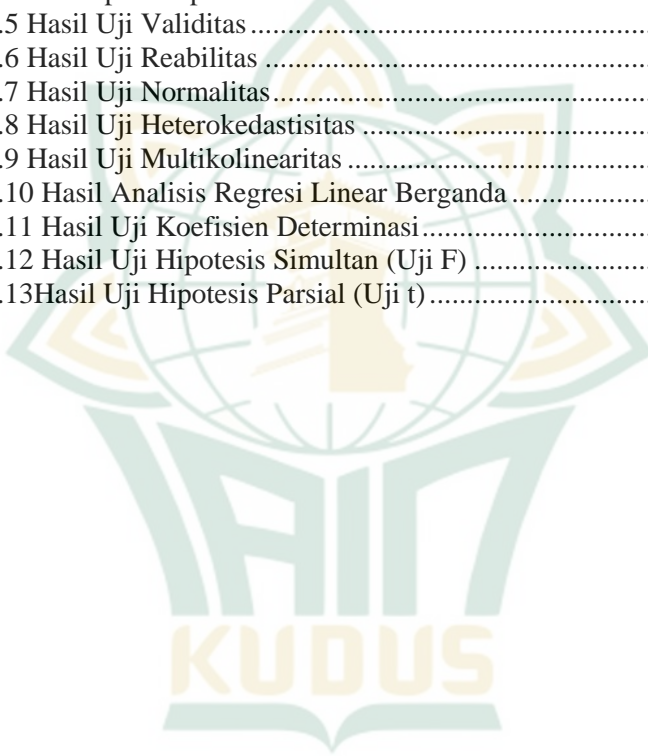 .5 Hasil Uji Validitas ....................................................
.6 Hasil Uji Reabilitas ..................................................
.7 Hasil Uji Normalitas.................................................
.8 Hasil Uji Heterokedastisitas .....................................
.9 Hasil Uji Multikolinearitas .......................................
.10 Hasil Analisis Regresi Linear Berganda ...................
.11 Hasil Uji Koefisien Determinasi..............................
.12 Hasil Uji Hipotesis Simultan (Uji F) ........................
.13Hasil Uji Hipotesis Parsial (Uji t)..............................
IAIN
KUDUS